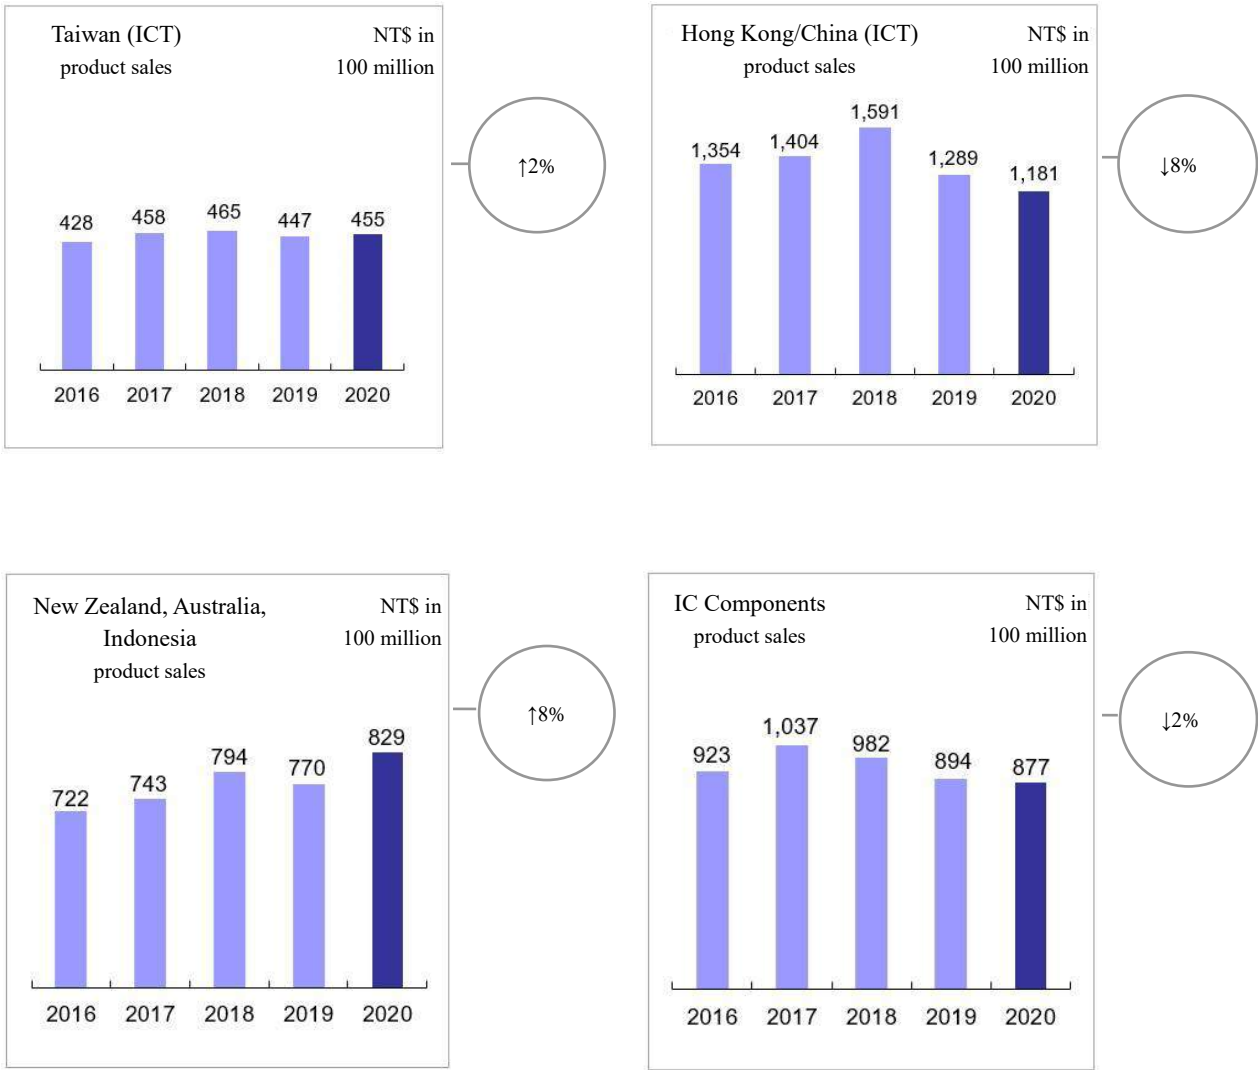 Taiwan (ICT)
product sales
NT$ in
100 million
↑2%
428
458
465
447
455
2016
2017
2018
2019
2020
Hong Kong/China (ICT)
product sales
NT$ in
100 million
↓8%
1,354
1,404
1,591
1,289
1,181
2016
2017
2018
2019
2020
New Zealand, Australia,
Indonesia
product sales
NT$ in
100 million
↑8%
722
743
794
770
829
2016
2017
2018
2019
2020
IC Components
product sales
NT$ in
100 million
↓2%
923
1,037
982
894
877
2016
2017
2018
2019
2020